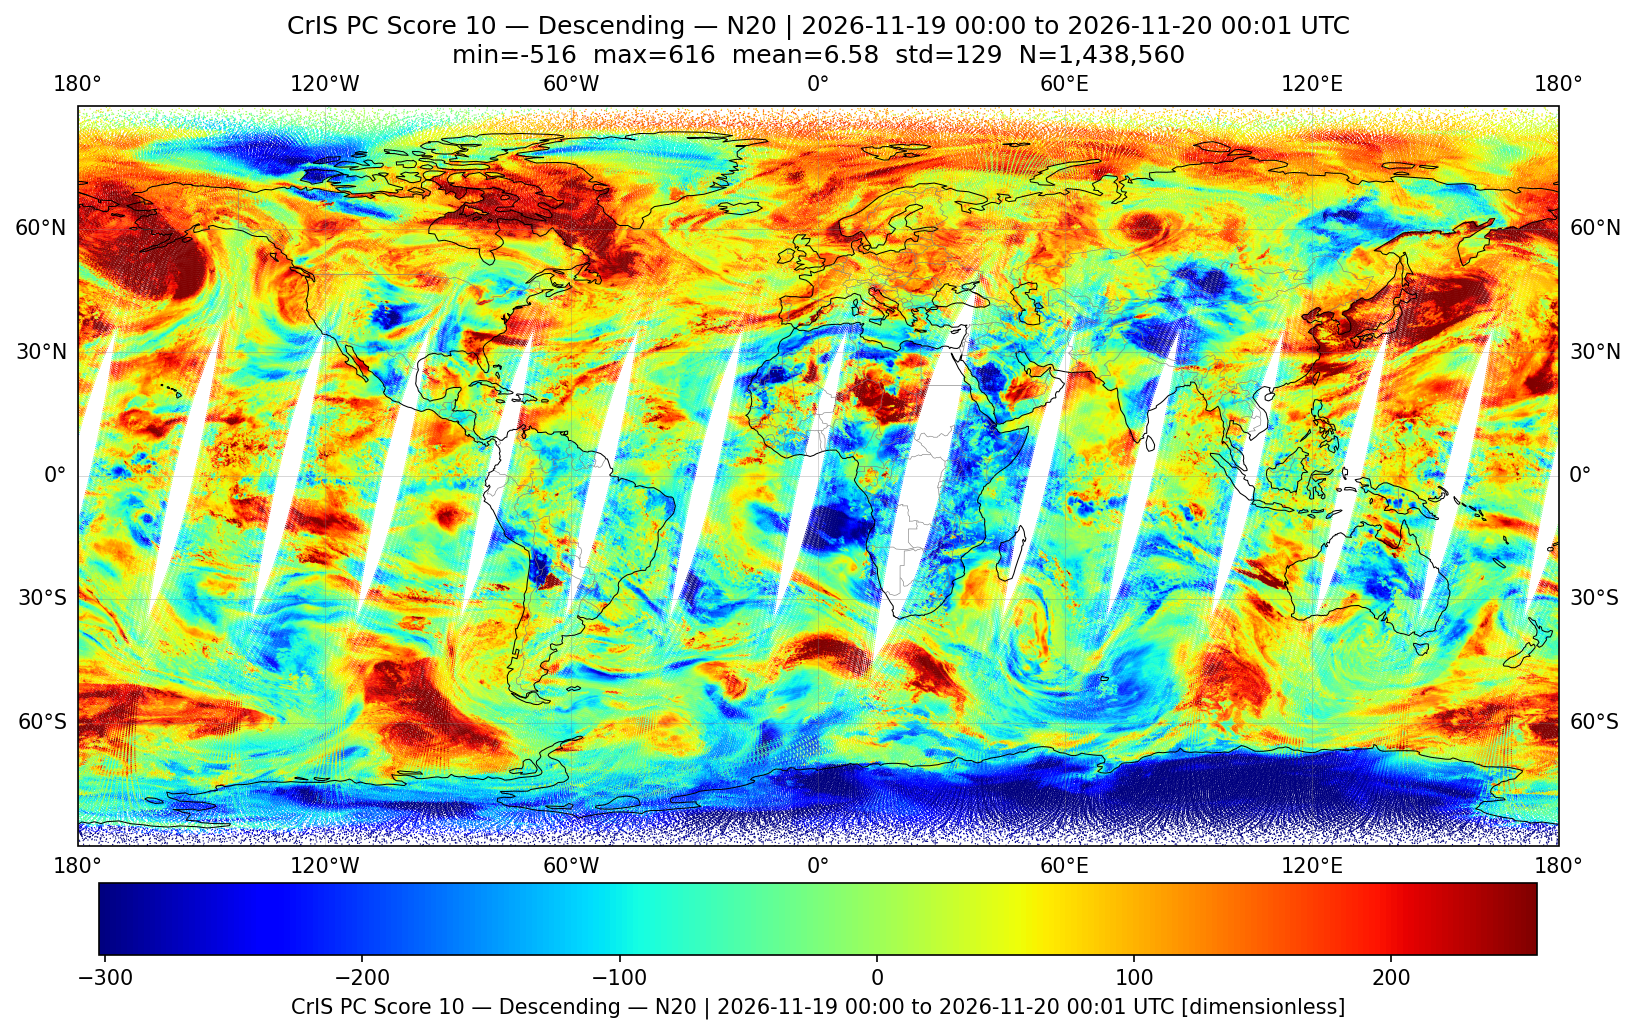 CrIS PC Score 10 — Descending — N20 | 2026-11-19 00:00 to 2026-11-20 00:01 UTC
min=-516  max=616  mean=6.58  std=129  N=1,438,560
180° 120°W 60°W 0° 60°E 120°E 180°
60°N 60°N
30°N 30°N
0° 0°
30°S 30°S
60°S 60°S
180° 120°W 60°W 0° 60°E 120°E 180°
−300 −200 −100 0 100 200
CrIS PC Score 10 — Descending — N20 | 2026-11-19 00:00 to 2026-11-20 00:01 UTC [dimensionless]